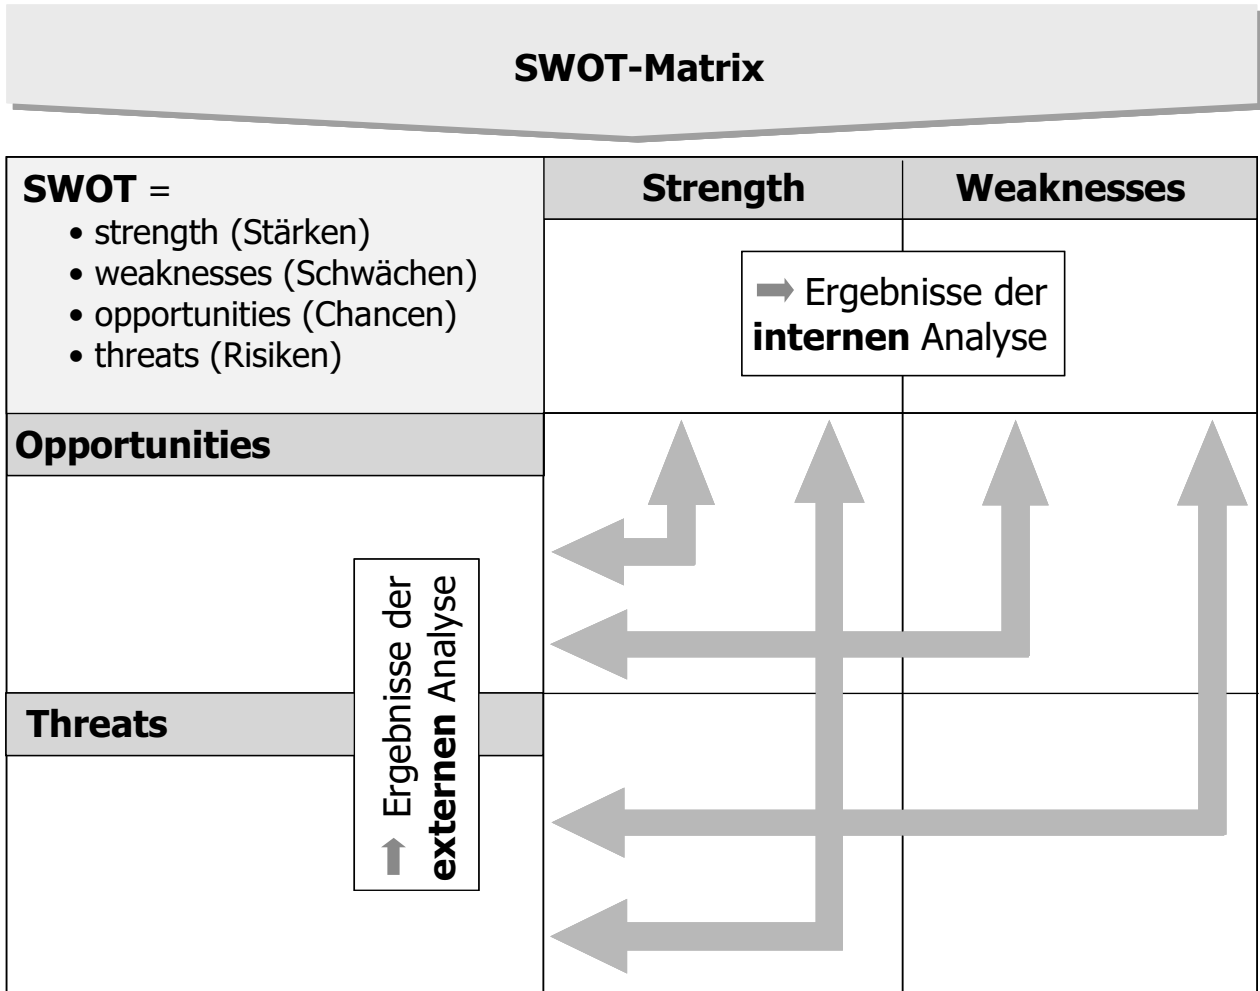 SWOT-Matrix
SWOT =
• strength (Stärken)
• weaknesses (Schwächen)
• opportunities (Chancen)
• threats (Risiken)
Strength
Weaknesses
Ergebnisse der
internen Analyse
Opportunities
Threats
Ergebnisse der
externen Analyse